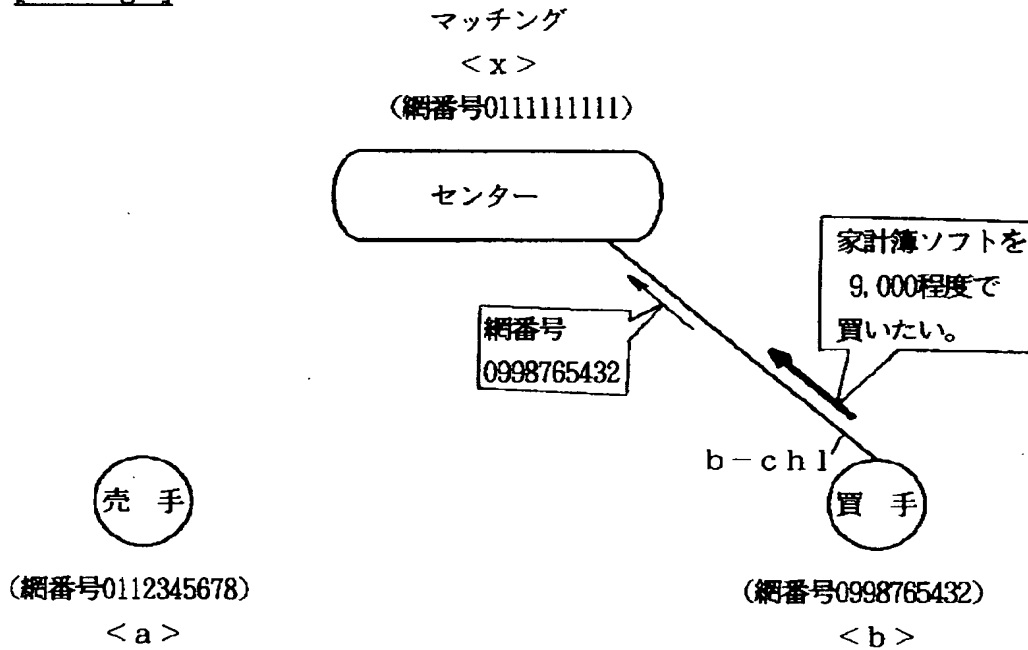 マッチング
<x>
(網番号0111111111)
センター
家計簿ソフトを
9,000程度で
買いたい。
網番号
0998765432
b-ch1
売 手
買 手
(網番号0112345678)
(網番号0998765432)
<a>
<b>